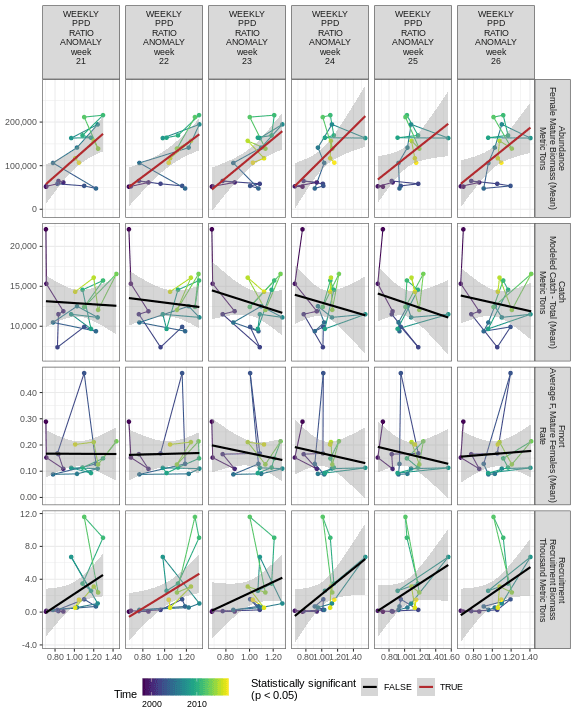 WEEKLY
PPD
RATIO
ANOMALY
week
21
WEEKLY
PPD
RATIO
ANOMALY
week
22
WEEKLY
PPD
RATIO
ANOMALY
week
23
WEEKLY
PPD
RATIO
ANOMALY
week
24
WEEKLY
PPD
RATIO
ANOMALY
week
25
WEEKLY
PPD
RATIO
ANOMALY
week
26
200,000
100,000
0
Abundance
Female Mature Biomass (Mean)
Metric Tons
20,000
15,000
10,000
Catch
Modeled Catch - Total (Mean)
Metric Tons
0.40
0.30
0.20
0.10
0.00
Fmort
Average F, Mature Females (Mean)
Rate
12.0
8.0
4.0
0.0
-4.0
Recruitment
Recruitment Biomass
Thousand Metric Tons
0.80 1.00 1.20 1.40
0.80 1.00 1.20
0.80 1.00 1.20
0.80 1.00 1.20 1.40
0.80 1.00 1.20 1.40 1.60
0.80 1.00 1.20 1.40
Time
2000 2010
Statistically significant
(p < 0.05)
FALSE
TRUE